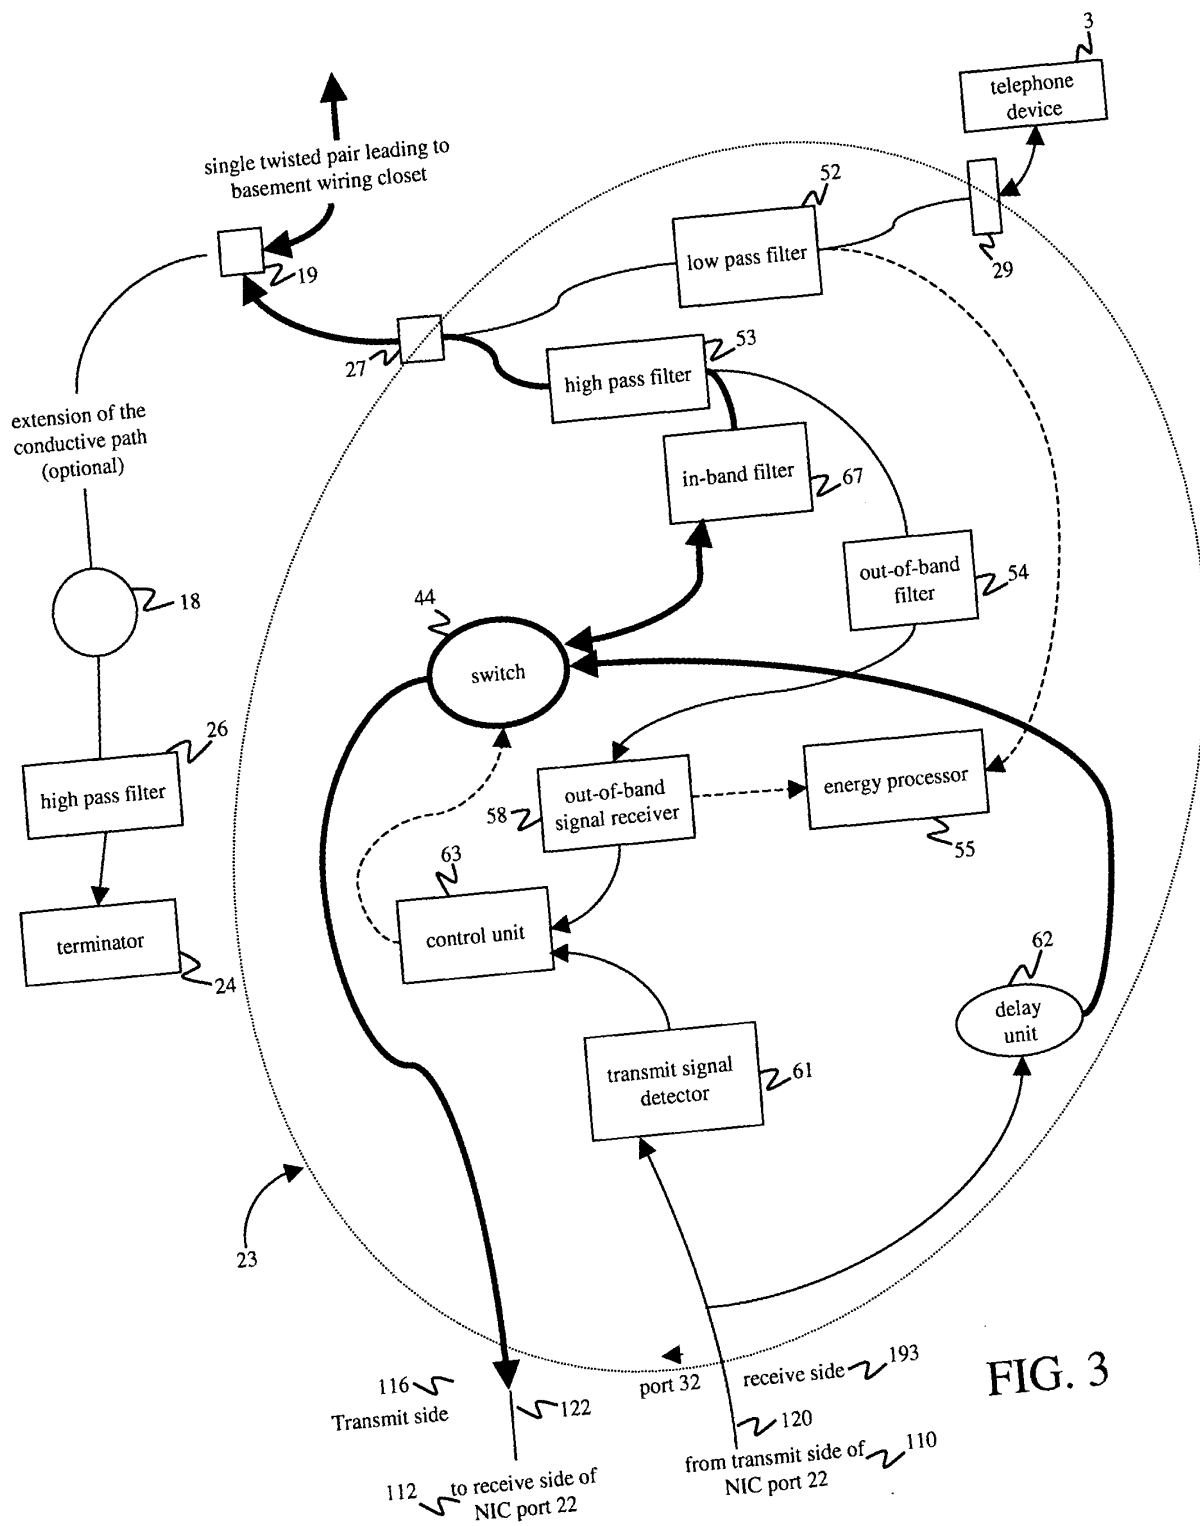 3
telephone
device
single twisted pair leading to
basement wiring closet
52
low pass filter
29
19
27
53
high pass filter
extension of the
conductive path
(optional)
in-band filter
67
out-of-band
filter
54
18
44
switch
26
high pass filter
out-of-band
signal receiver
58
energy processor
55
63
control unit
terminator
24
62
delay
unit
transmit signal
detector
61
23
116
Transmit side
122
port 32
receive side
193
120
FIG. 3
112
to receive side of
NIC port 22
from transmit side of
NIC port 22
110